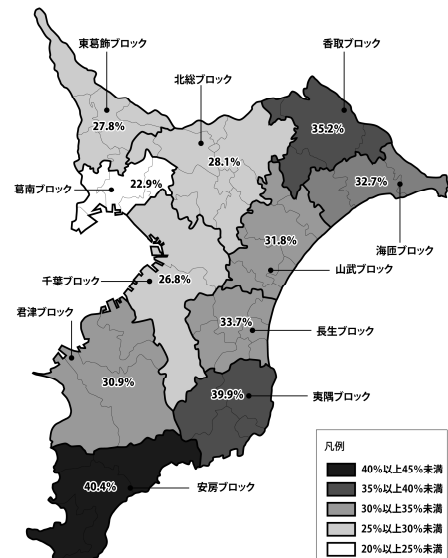 東葛飾ブロック
27.8%
北総ブロック
28.1%
香取ブロック
35.2%
葛南ブロック
22.9%
32.7%
海匝ブロック
31.8%
山武ブロック
千葉ブロック
26.8%
君津ブロック
30.9%
33.7%
長生ブロック
39.9%
夷隅ブロック
40.4%
安房ブロック
凡例
40%以上45%未満
35%以上40%未満
30%以上35%未満
25%以上30%未満
20%以上25%未満